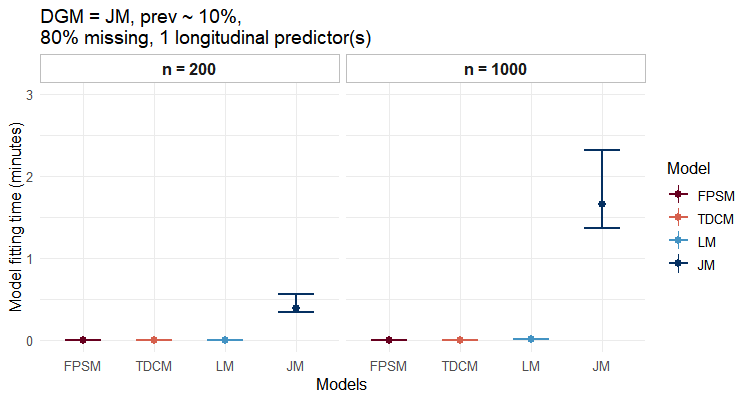 DGM = JM, prev ~ 10%,
80% missing, 1 longitudinal predictor(s)
n = 200
n = 1000
Model fitting time (minutes)
3
2
1
0
FPSM
TDCM
LM
JM
FPSM
TDCM
LM
JM
Models
Model
FPSM
TDCM
LM
JM